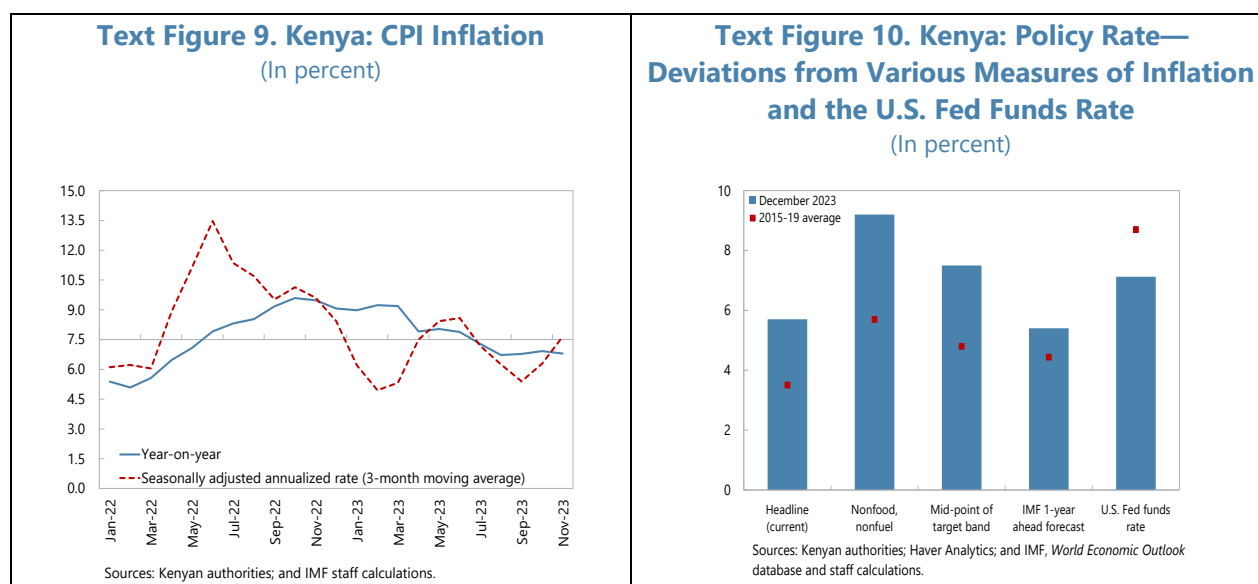 Text Figure 9. Kenya: CPI Inflation
(In percent)
15.0
13.5
12.0
10.5
9.0
7.5
6.0
4.5
3.0
1.5
0.0
Year-on-year
Seasonally adjusted annualized rate (3-month moving average)
Jan-22
Mar-22
May-22
Jul-22
Sep-22
Nov-22
Jan-23
Mar-23
May-23
Jul-23
Sep-23
Nov-23
Sources: Kenyan authorities; and IMF staff calculations.
Text Figure 10. Kenya: Policy Rate—
Deviations from Various Measures of Inflation
and the U.S. Fed Funds Rate
(In percent)
10
8
6
4
2
0
December 2023
2015-19 average
Headline
(current)
Nonfood,
nonfuel
Mid-point of
target band
IMF 1-year
ahead forecast
U.S. Fed funds
rate
Sources: Kenyan authorities; Haver Analytics; and IMF, World Economic Outlook
database and staff calculations.